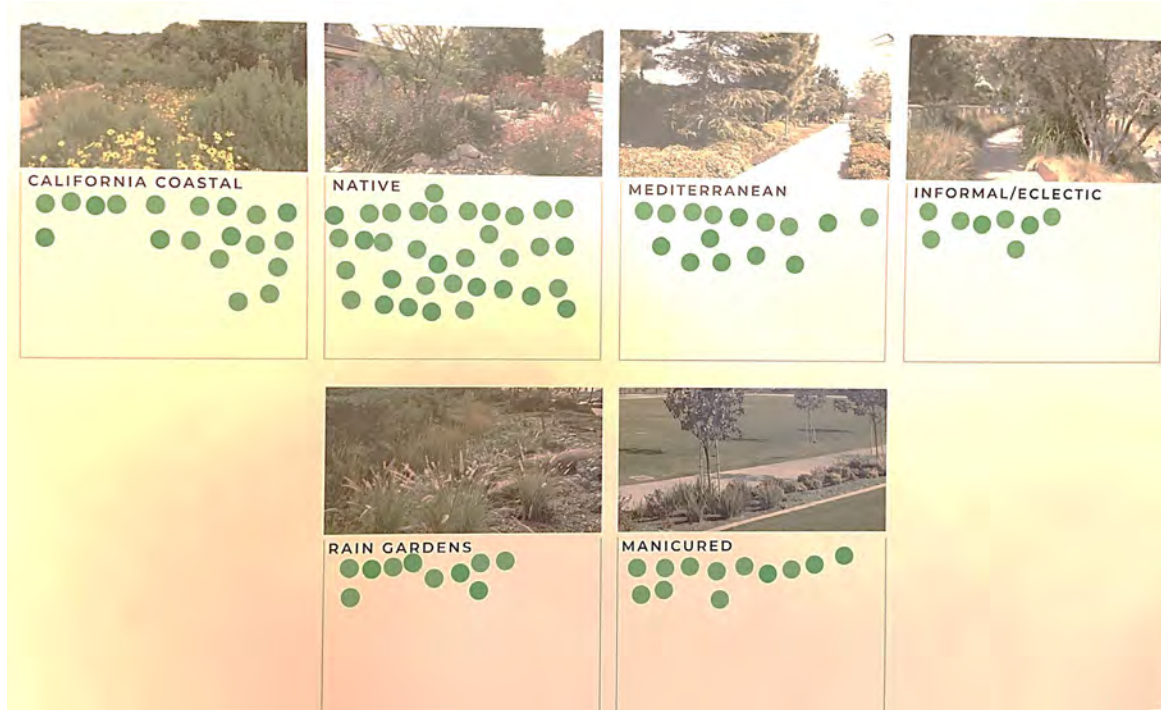 CALIFORNIA COASTAL
NATIVE
MEDITERRANEAN
INFORMAL/ECLECTIC
RAIN GARDENS
MANICURED